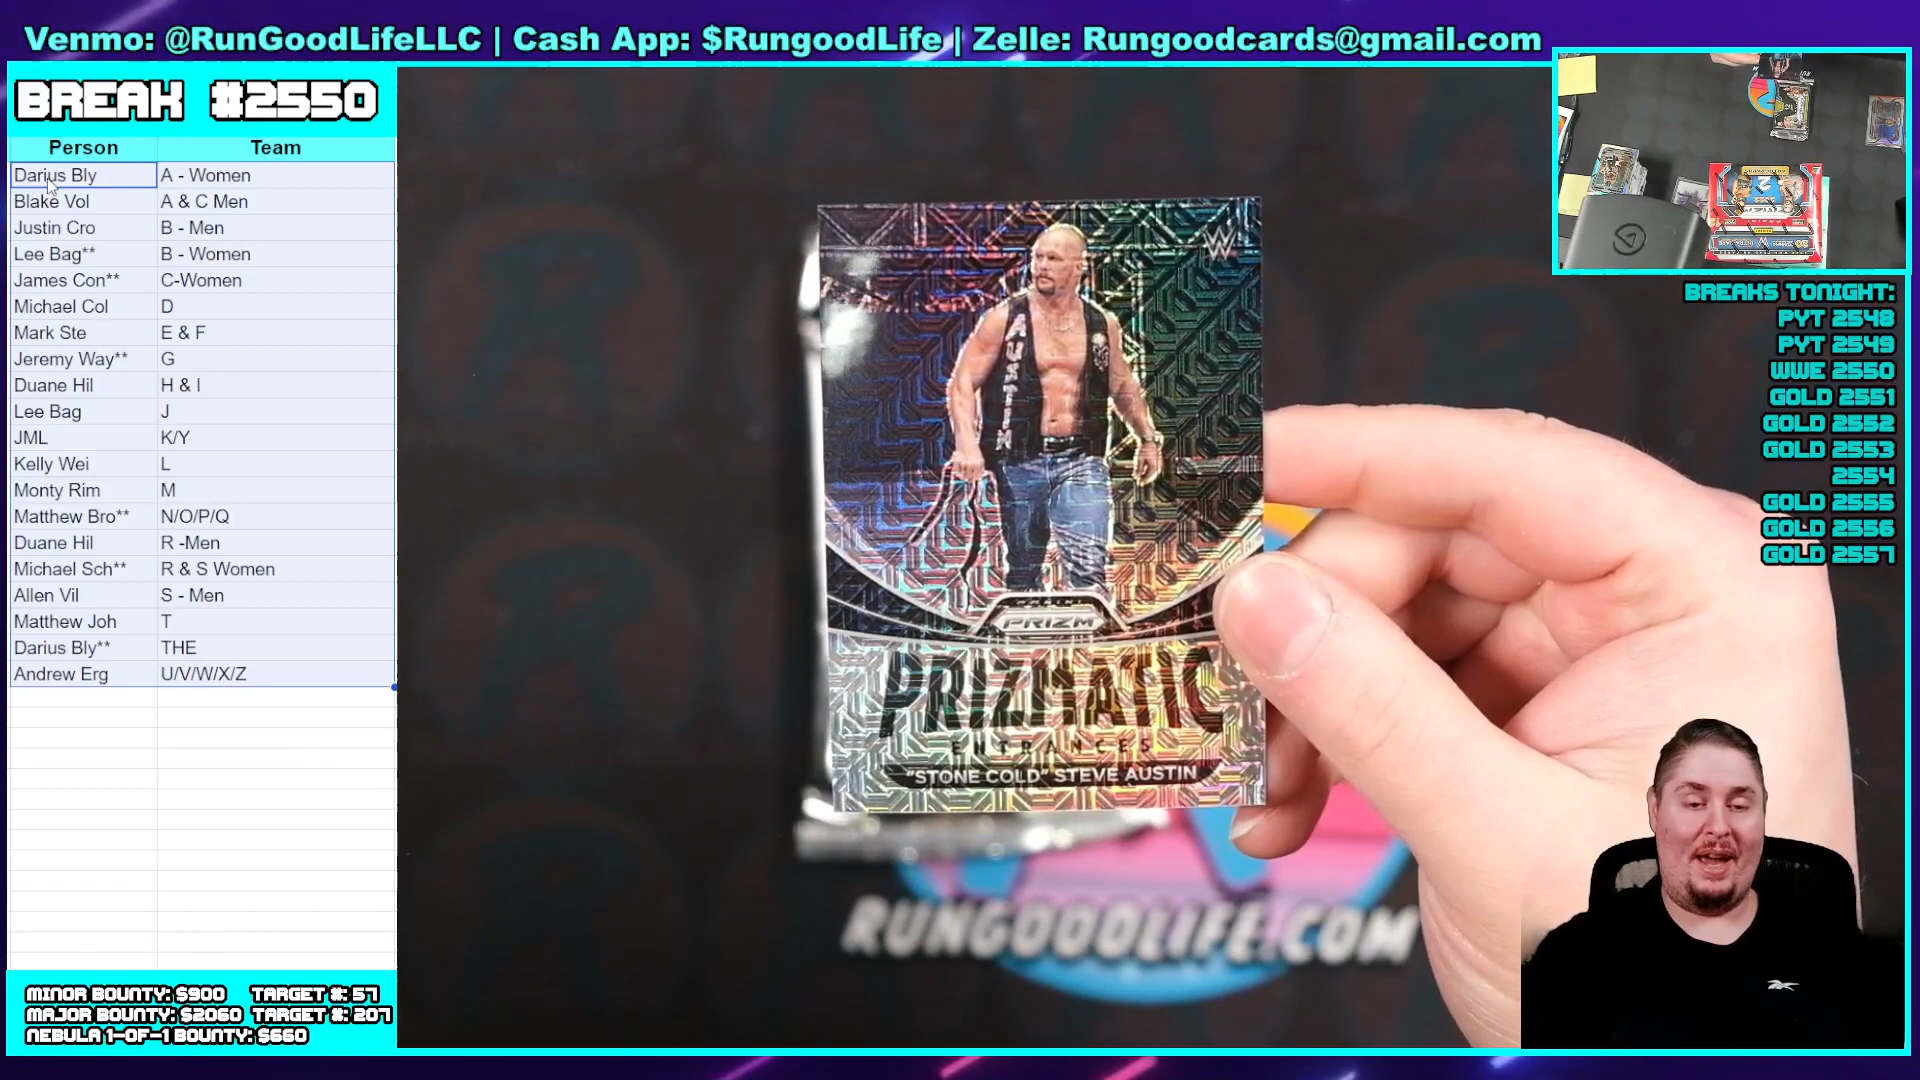 Venmo: @RunGoodLifeLLC | Cash App: $RungoodLife | Zelle: Rungoodcards@gmail.com
BREAK #2550
Person Team
Darius Bly A - Women
Blake Vol A & C Men
Justin Cro B - Men
Lee Bag** B - Women
James Con** C-Women
Michael Col D
Mark Ste E & F
Jeremy Way** G
Duane Hil H & I
Lee Bag J
JML K/Y
Kelly Wei L
Monty Rim M
Matthew Bro** N/O/P/Q
Duane Hil R -Men
Michael Sch** R & S Women
Allen Vil S - Men
Matthew Joh T
Darius Bly** THE
Andrew Erg U/V/W/X/Z
MINOR BOUNTY: $900 TARGET #: 57
MAJOR BOUNTY: $2060 TARGET #: 207
NEBULA 1-OF-1 BOUNTY: $660
W
AUSTIN
PANINI
PRIZM
PRIZMATIC
ENTRANCES
"STONE COLD" STEVE AUSTIN
RUNGOODLIFE.COM
BREAKS TONIGHT:
PYT 2548
PYT 2549
WWE 2550
GOLD 2551
GOLD 2552
GOLD 2553
2554
GOLD 2555
GOLD 2556
GOLD 2557